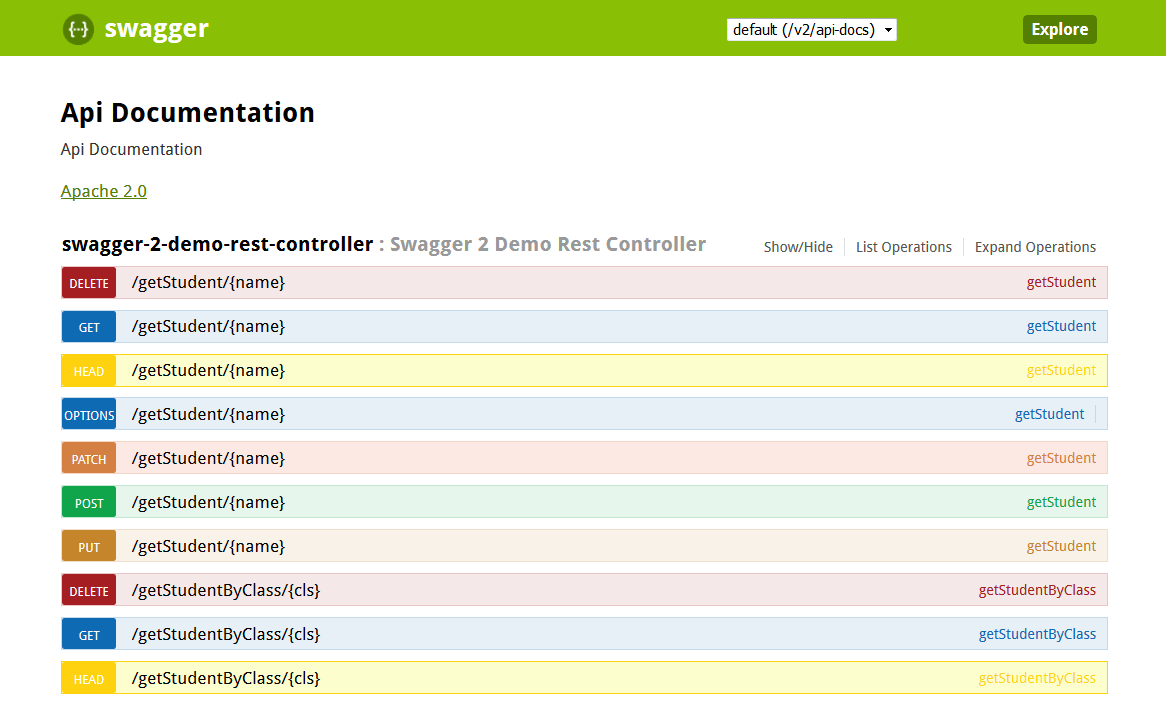 {···} swagger default (/v2/api-docs) Explore
Api Documentation
Api Documentation
Apache 2.0
swagger-2-demo-rest-controller : Swagger 2 Demo Rest Controller Show/Hide List Operations Expand Operations
DELETE /getStudent/{name} getStudent
GET /getStudent/{name} getStudent
HEAD /getStudent/{name} getStudent
OPTIONS /getStudent/{name} getStudent
PATCH /getStudent/{name} getStudent
POST /getStudent/{name} getStudent
PUT /getStudent/{name} getStudent
DELETE /getStudentByClass/{cls} getStudentByClass
GET /getStudentByClass/{cls} getStudentByClass
HEAD /getStudentByClass/{cls} getStudentByClass